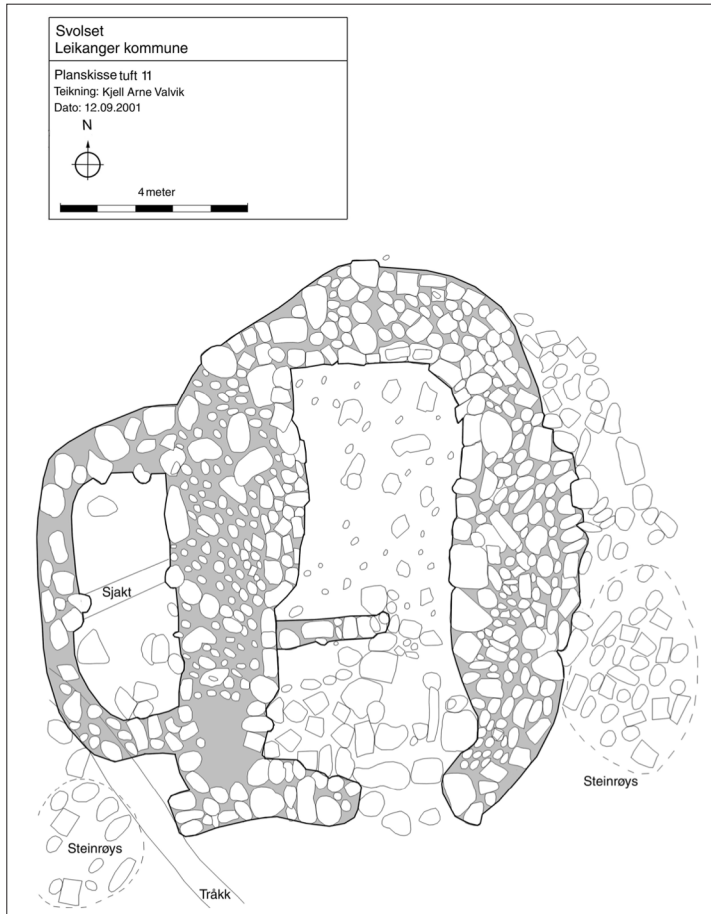 Svolset
Leikanger kommune
Planskisse tuft 11
Teikning: Kjell Arne Valvik
Dato: 12.09.2001
N
4 meter
Sjakt
Steinrøys
Steinrøys
Tråkk